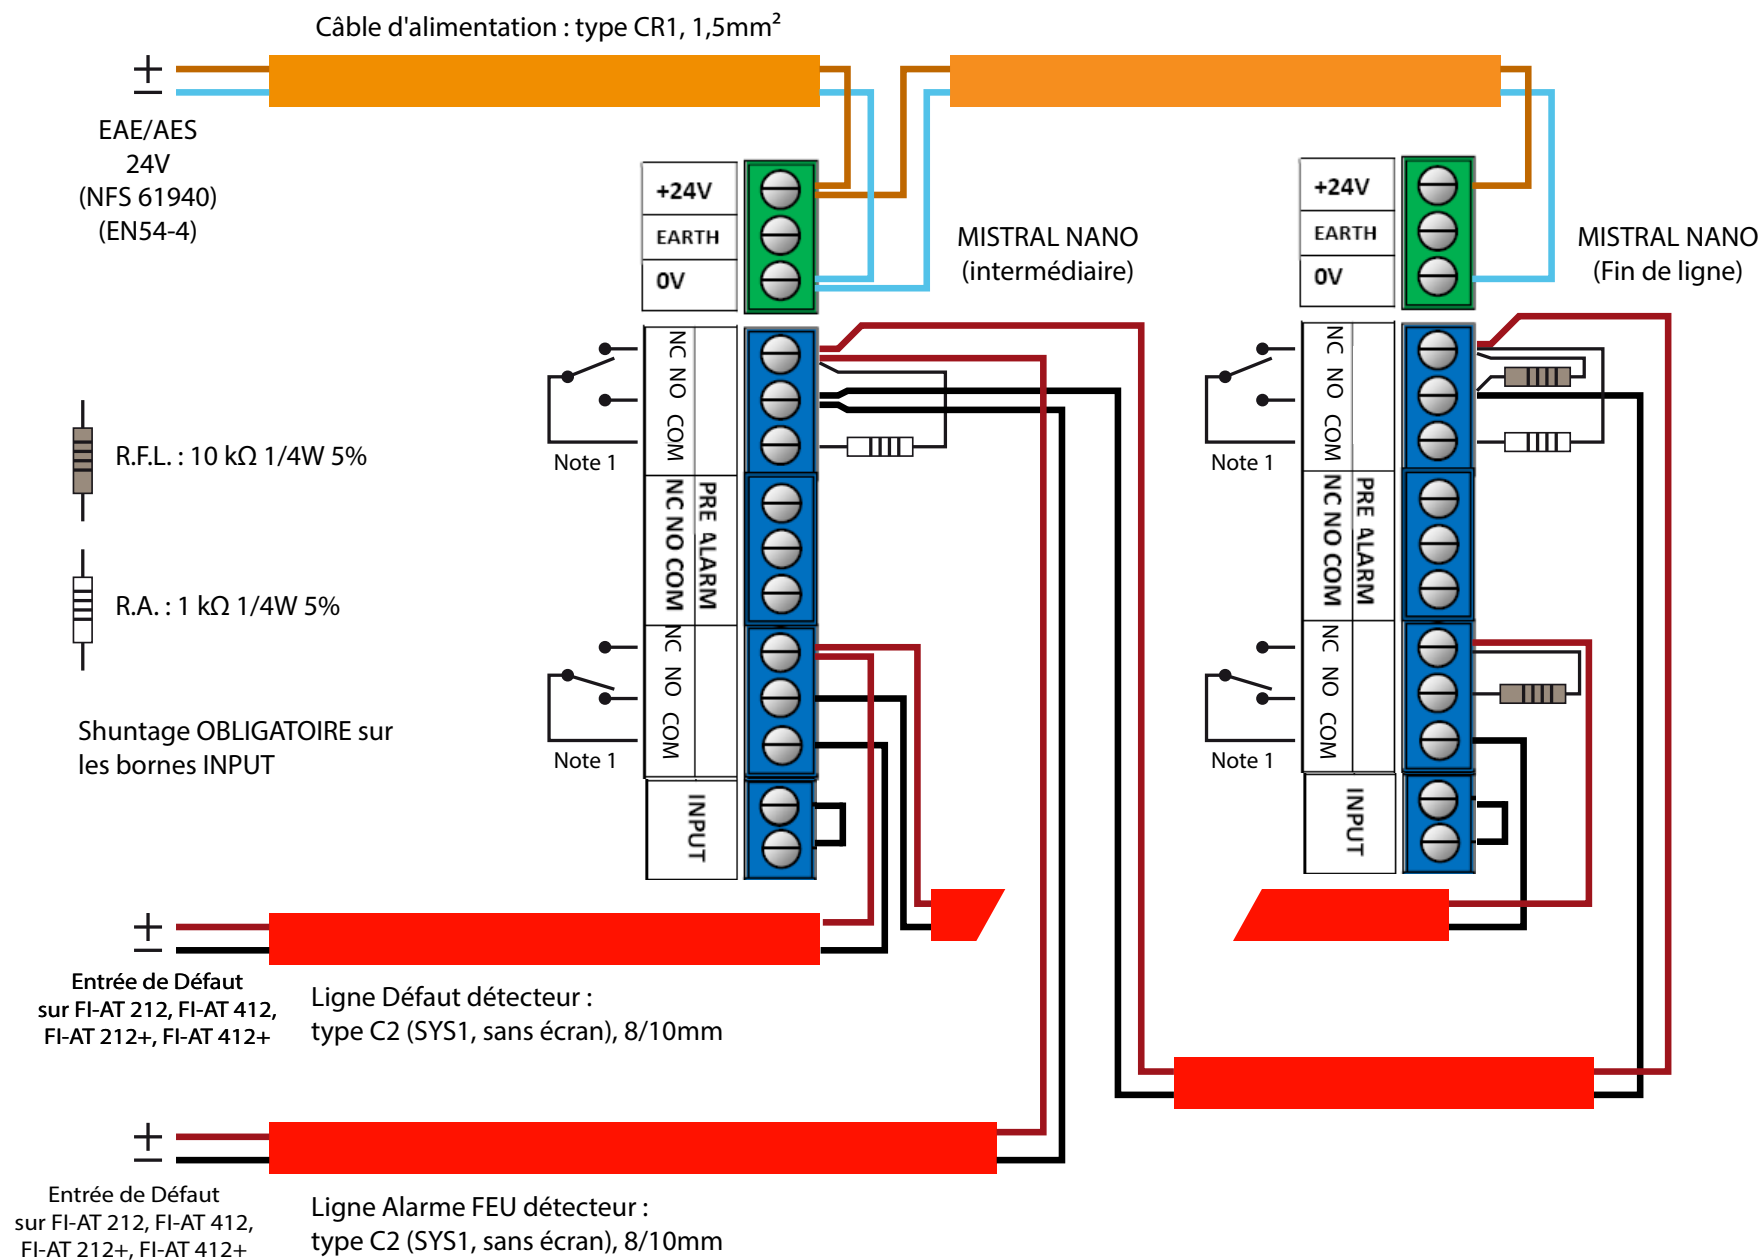 Câble d'alimentation : type CR1, 1,5mm²
+
−
EAE/AES
24V
(NFS 61940)
(EN54-4)
+24V
EARTH
0V
MISTRAL NANO
(intermédiaire)
+24V
EARTH
0V
MISTRAL NANO
(Fin de ligne)
NC NO COM
Note 1
NC NO COM
PRE ALARM
NC NO COM
Note 1
INPUT
NC NO COM
Note 1
NC NO COM
PRE ALARM
NC NO COM
Note 1
INPUT
R.F.L. : 10 kΩ 1/4W 5%
R.A. : 1 kΩ 1/4W 5%
Shuntage OBLIGATOIRE sur
les bornes INPUT
+
−
Entrée de Défaut
sur FI-AT 212, FI-AT 412,
FI-AT 212+, FI-AT 412+
Ligne Défaut détecteur :
type C2 (SYS1, sans écran), 8/10mm
+
−
Entrée de Défaut
sur FI-AT 212, FI-AT 412,
FI-AT 212+, FI-AT 412+
Ligne Alarme FEU détecteur :
type C2 (SYS1, sans écran), 8/10mm